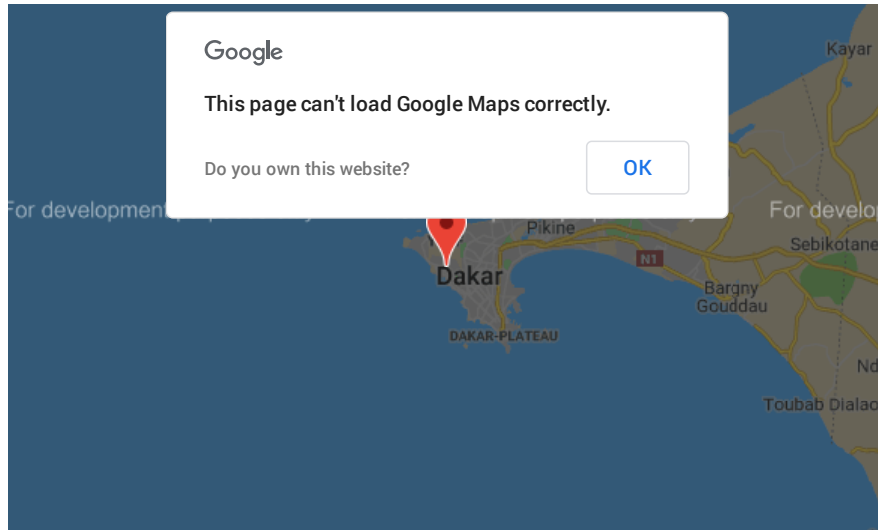 Google
This page can't load Google Maps correctly.
Do you own this website?
OK
Kayar
For development
For develo
Pikine
Sebikotane
N1
Dakar
Bargny
Gouddau
DAKAR-PLATEAU
Nd
Toubab Dialao